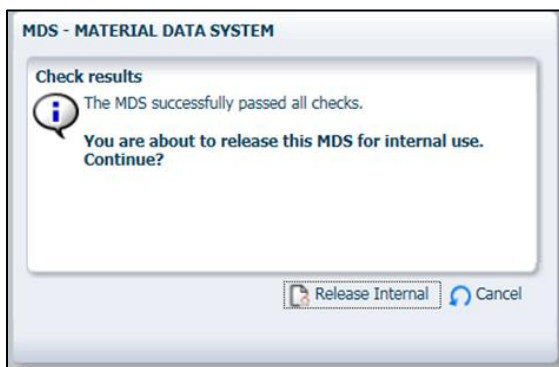 MDS - MATERIAL DATA SYSTEM
Check results
The MDS successfully passed all checks.
You are about to release this MDS for internal use.
Continue?
Release Internal Cancel